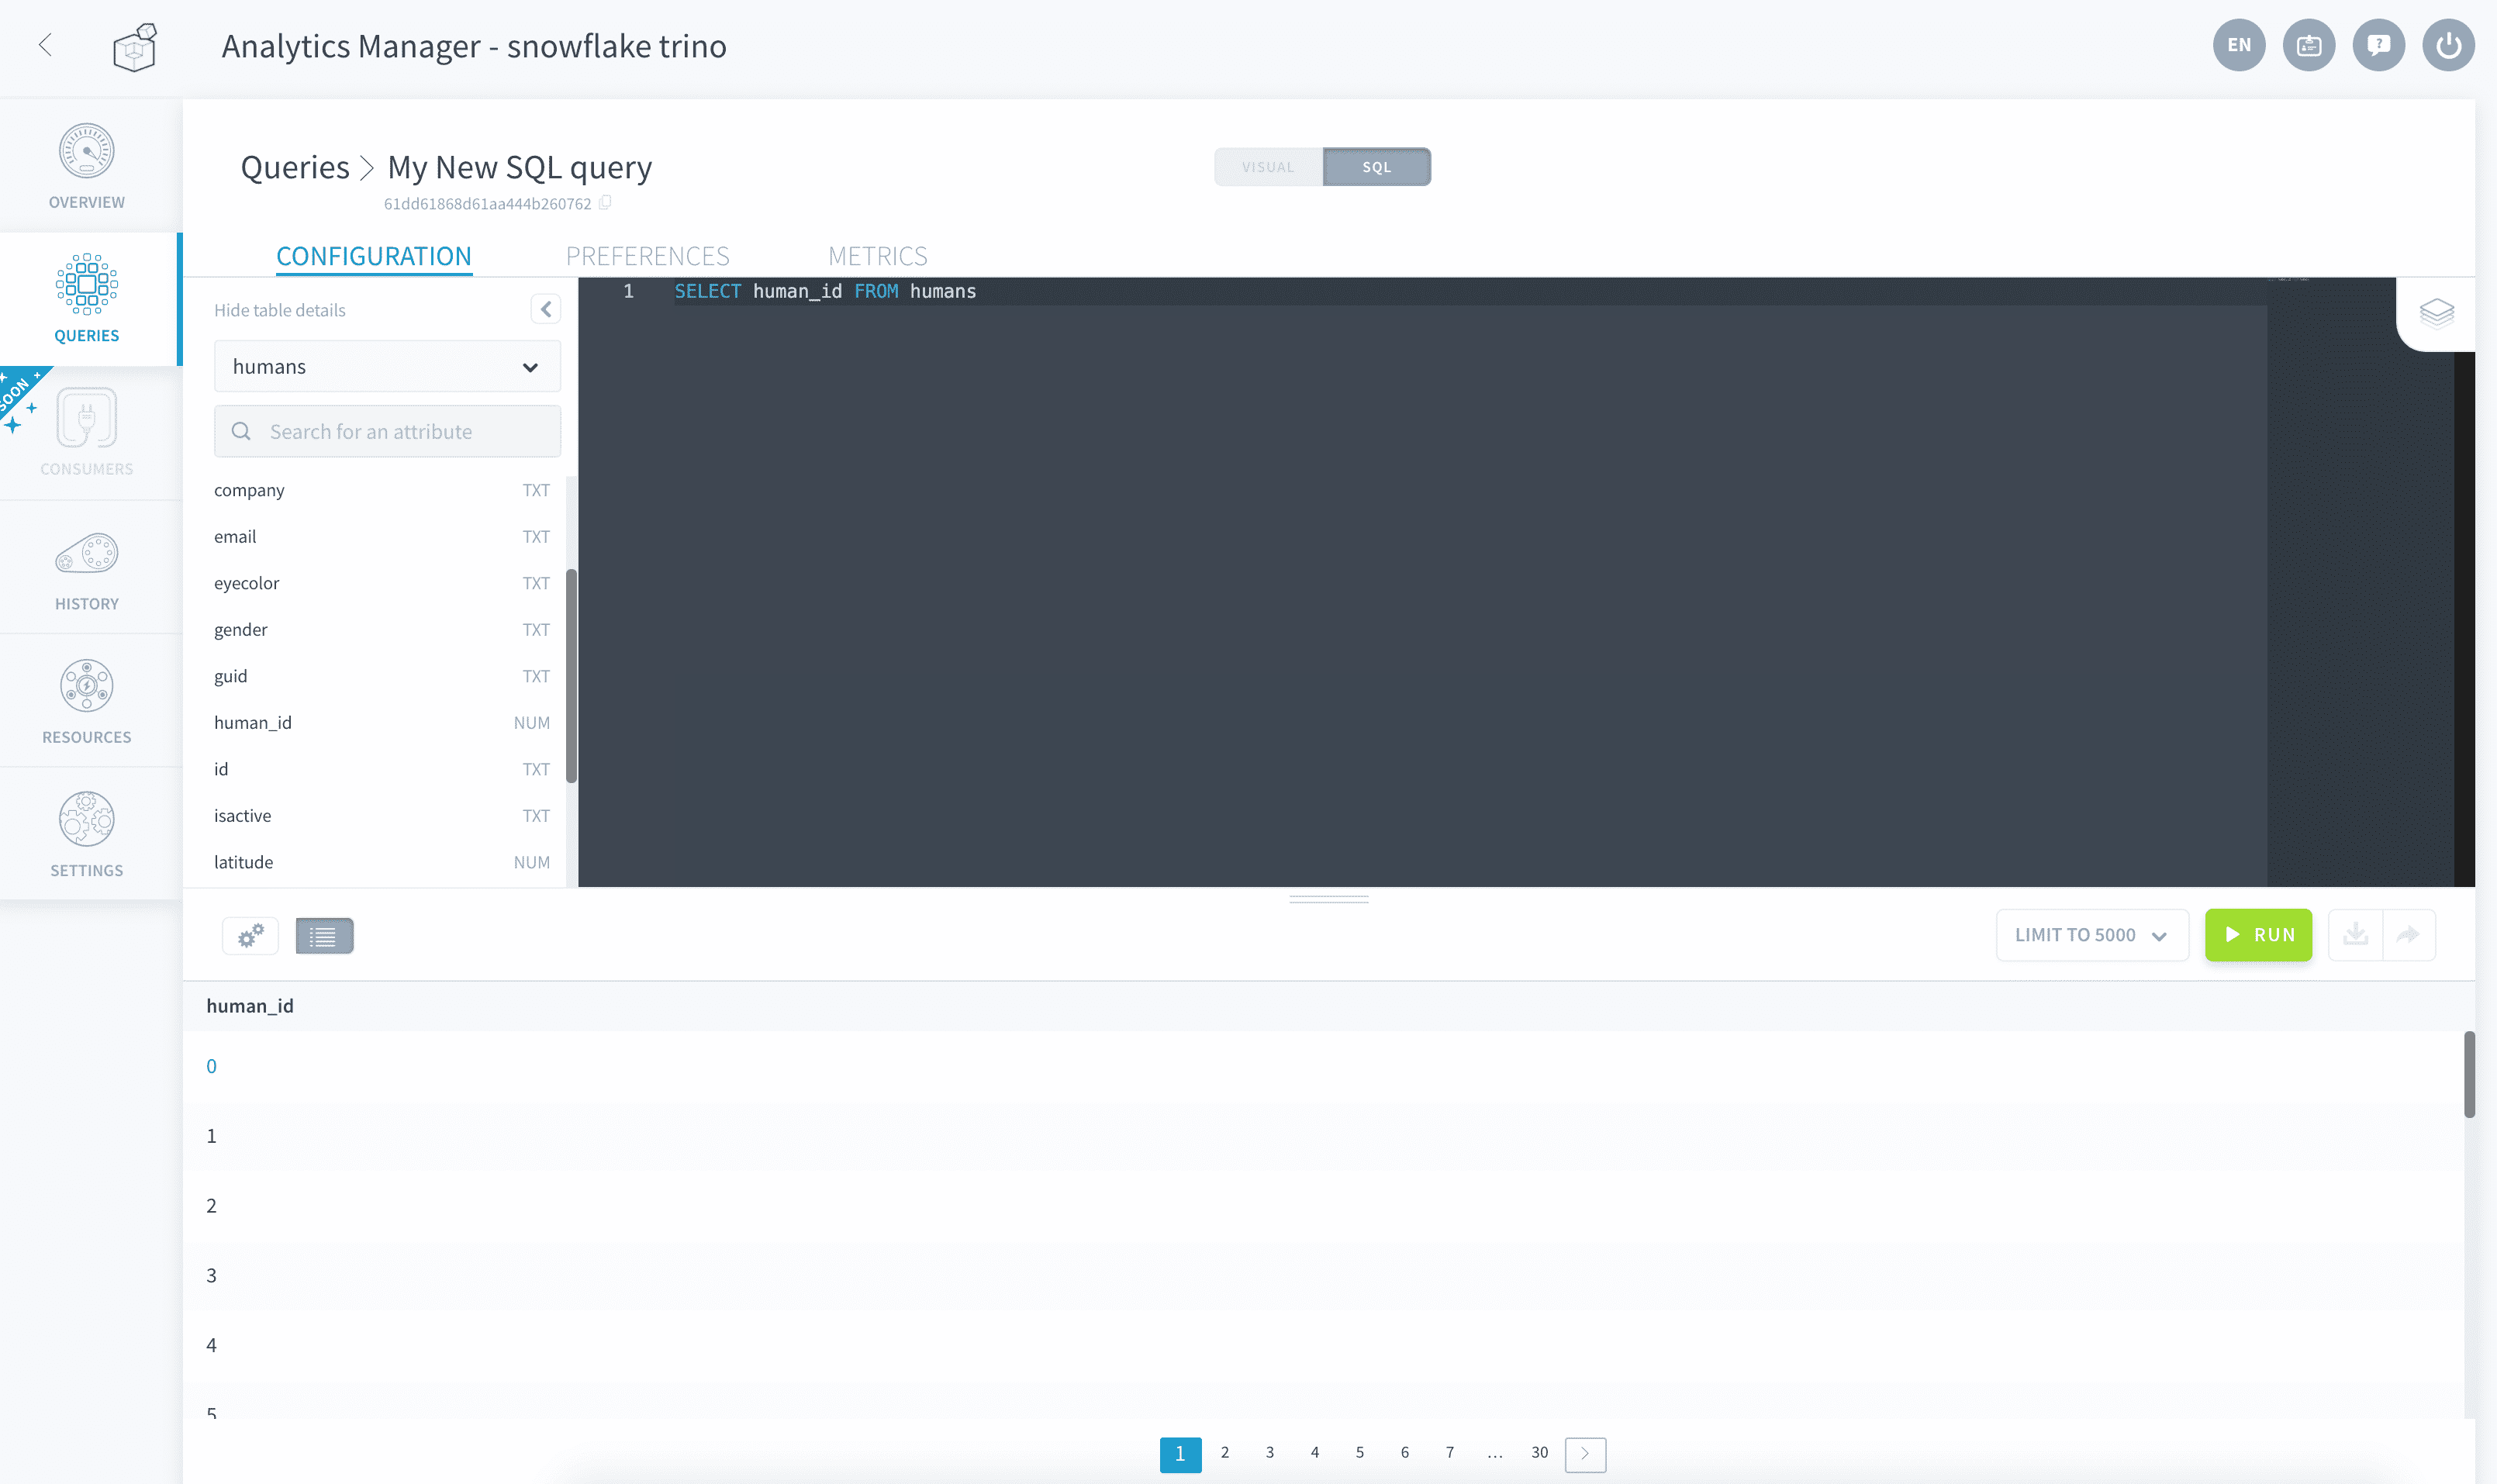 Analytics Manager - snowflake trino
EN
OVERVIEW
QUERIES
SOON
CONSUMERS
HISTORY
RESOURCES
SETTINGS
Queries > My New SQL query
61dd61868d61aa444b260762
VISUAL
SQL
CONFIGURATION
PREFERENCES
METRICS
Hide table details
humans
Search for an attribute
company TXT
email TXT
eyecolor TXT
gender TXT
guid TXT
human_id NUM
id TXT
isactive TXT
latitude NUM
1 SELECT human_id FROM humans
LIMIT TO 5000
RUN
human_id
0
1
2
3
4
5
1 2 3 4 5 6 7 ... 30 >